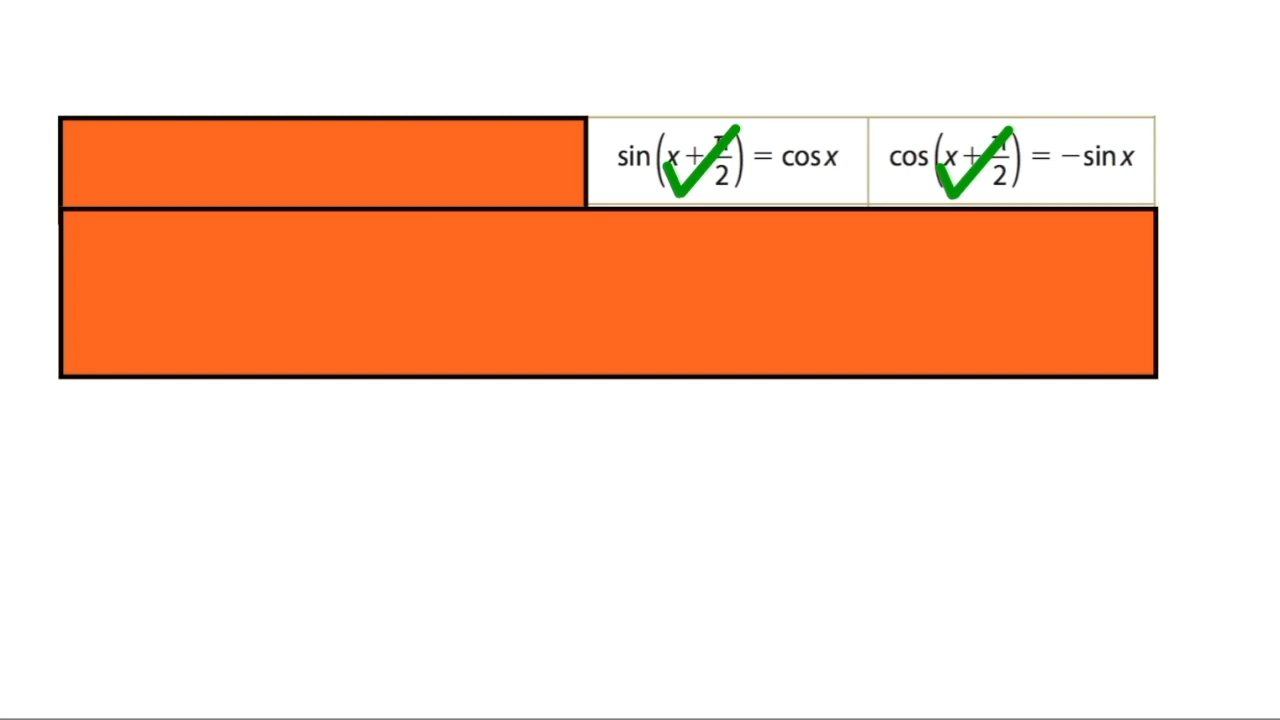 sin(x + π/2) = cos x
cos(x + π/2) = −sin x